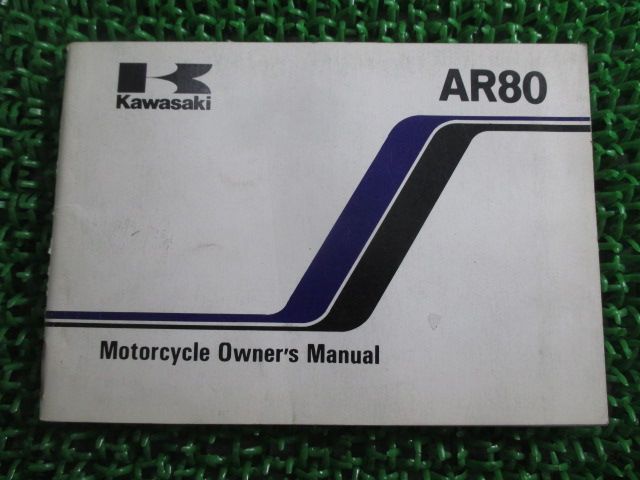 Kawasaki
AR80
Motorcycle Owner's Manual